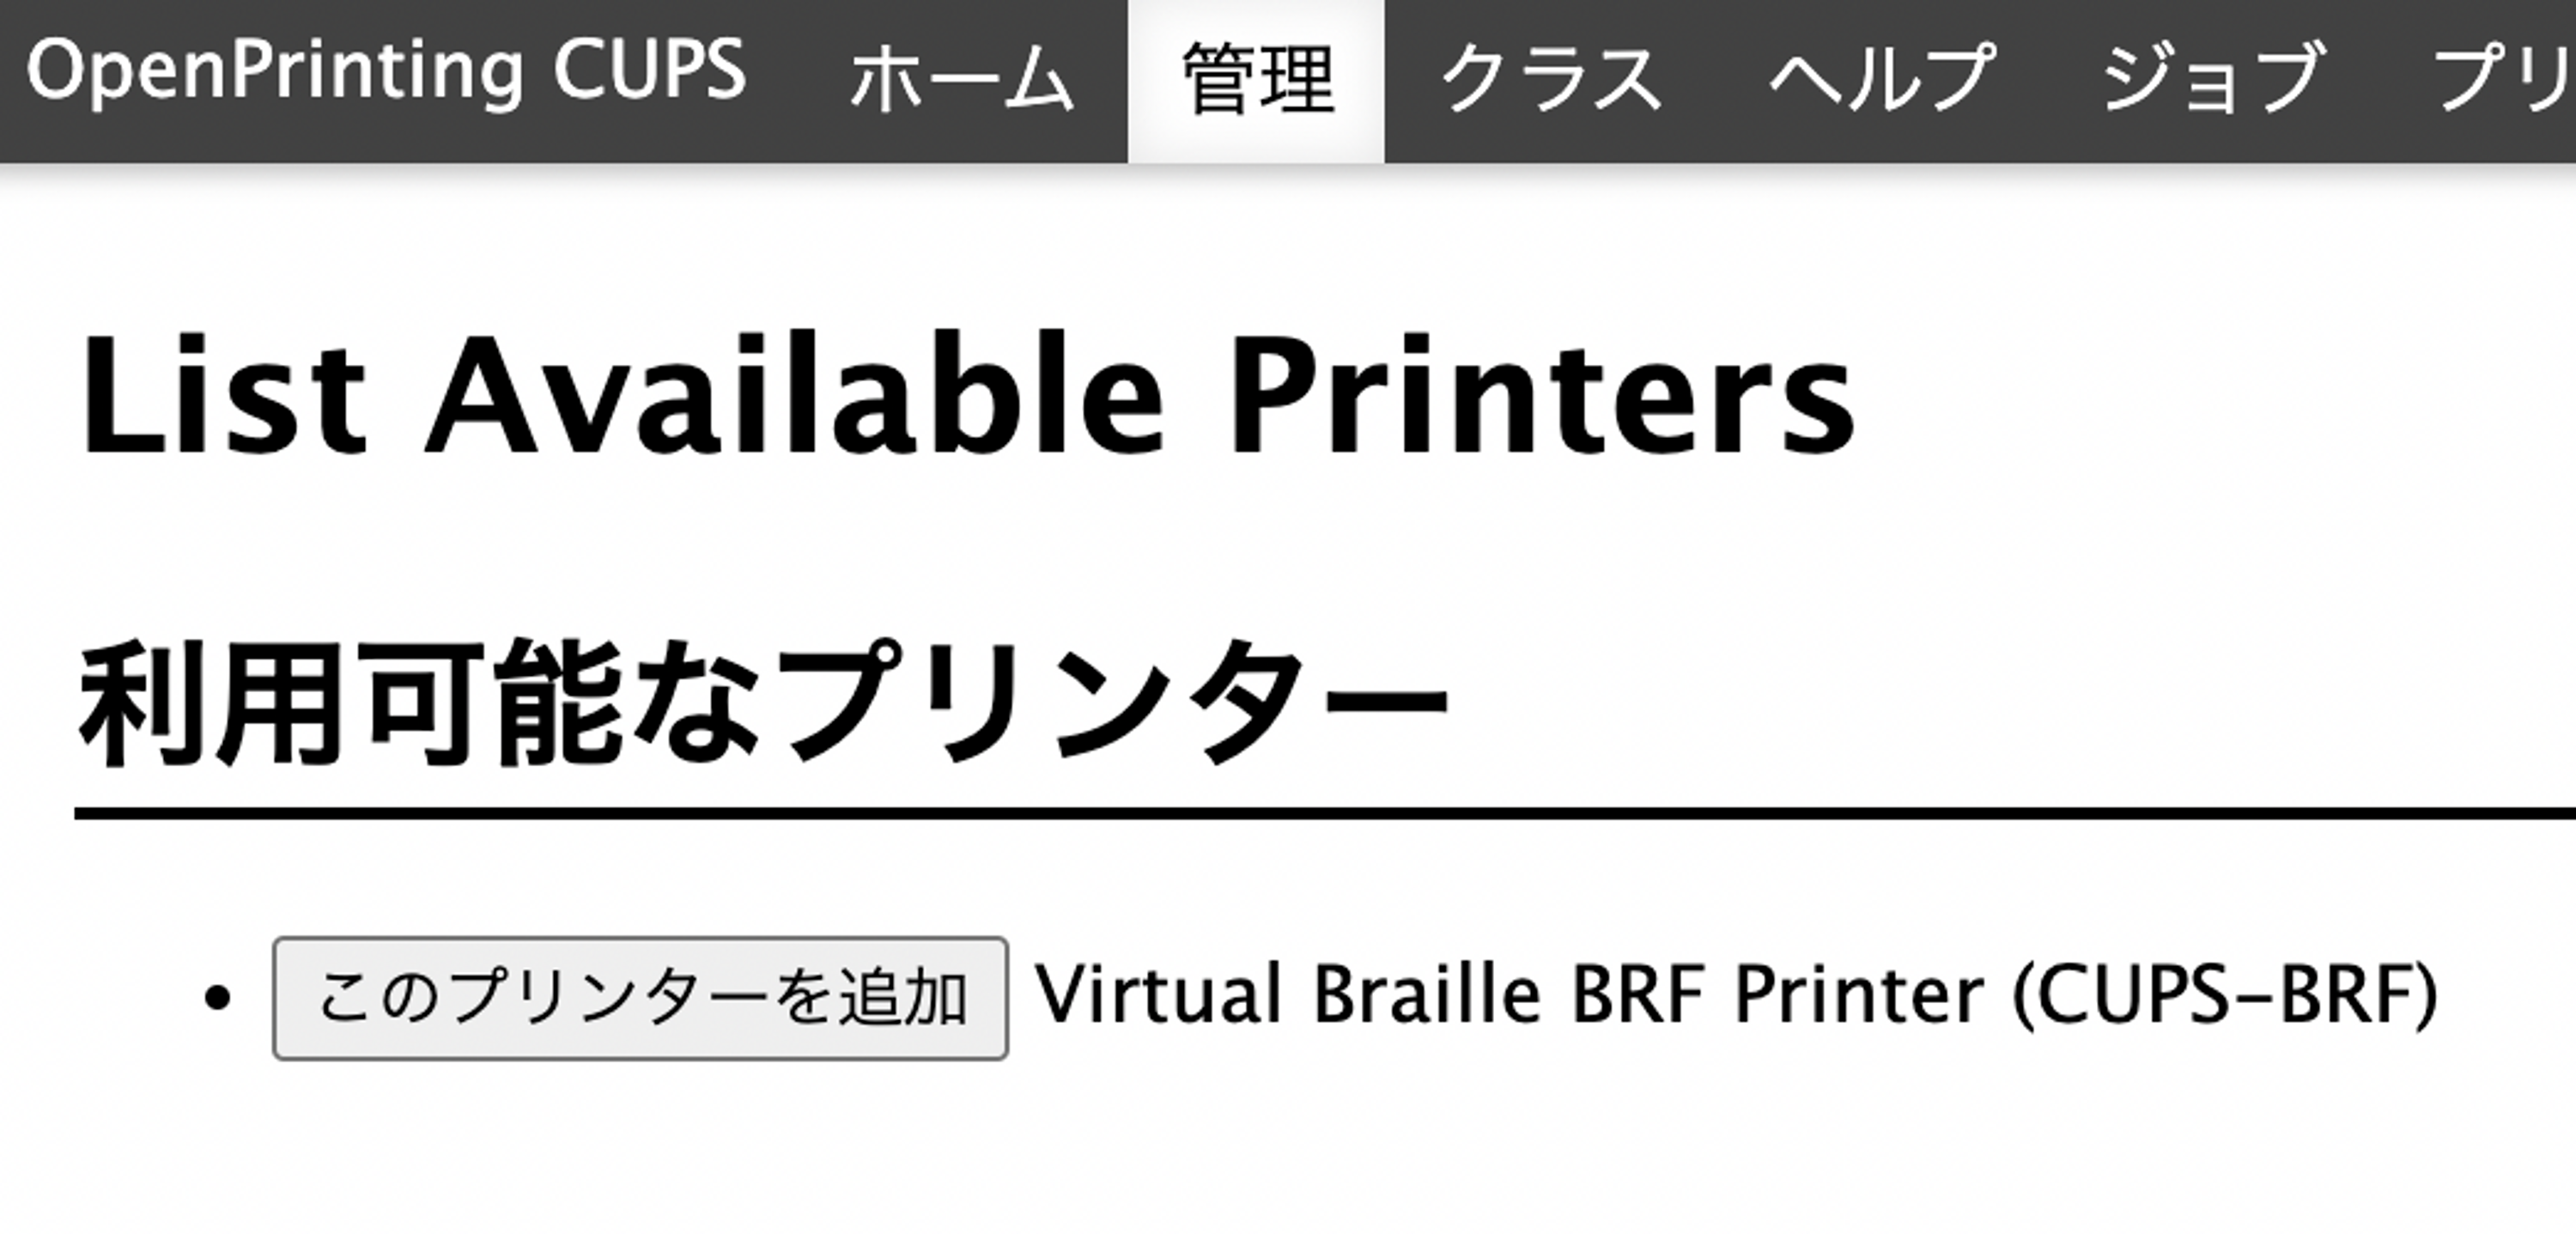 OpenPrinting CUPS ホーム 管理 クラス ヘルプ ジョブ プリ
List Available Printers
利用可能なプリンター
• このプリンターを追加 Virtual Braille BRF Printer (CUPS-BRF)